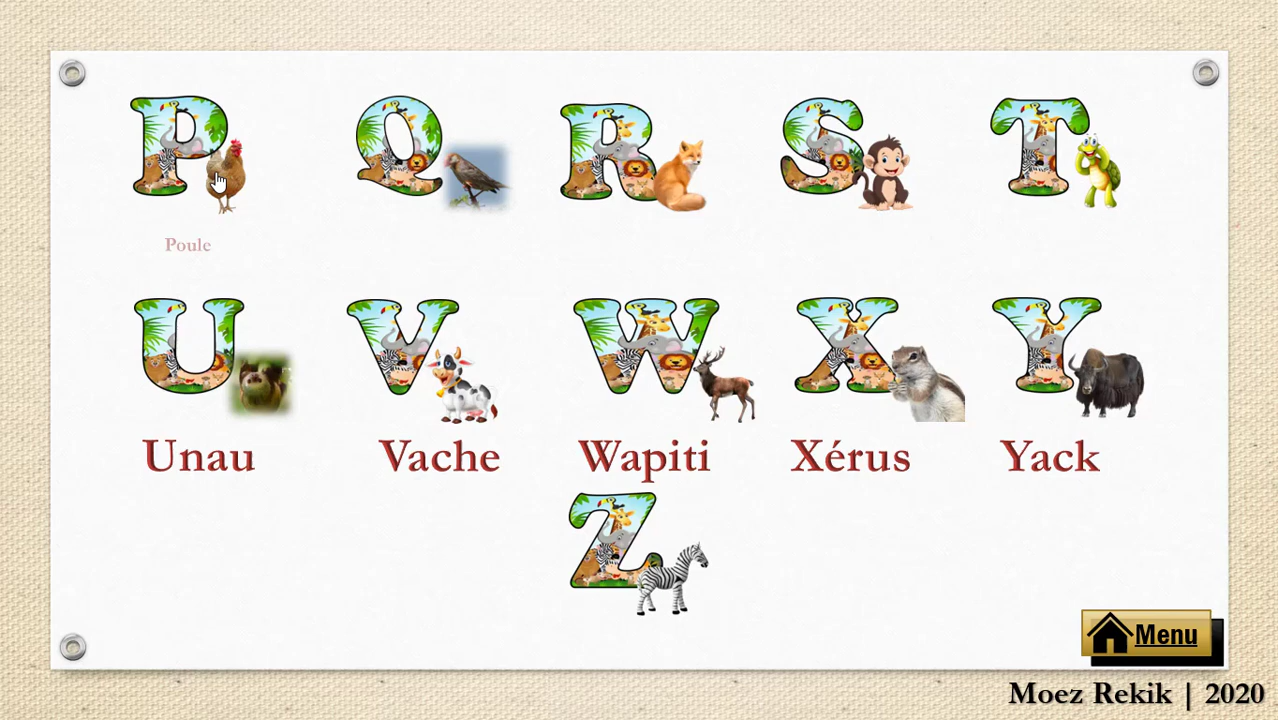 P Q R S T
Poule
U V W X Y
Unau Vache Wapiti Xérus Yack
Z
Menu
Moez Rekik | 2020